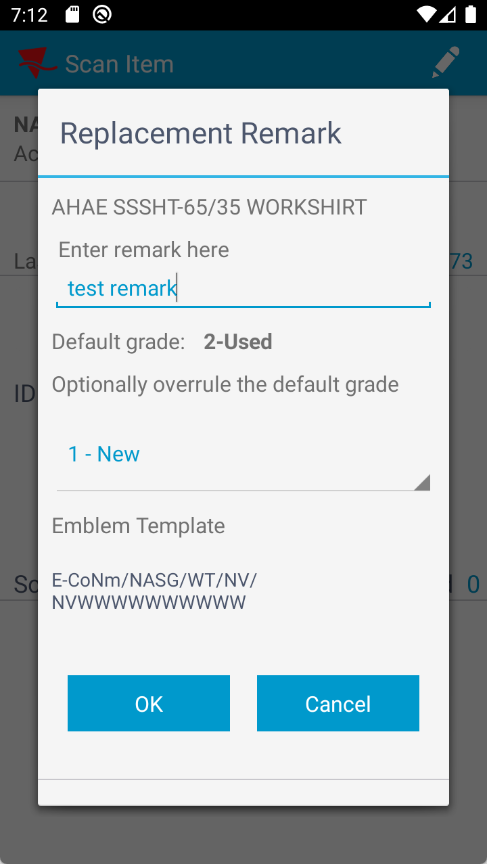 7:12
Scan Item
Replacement Remark
AHAE SSSHT-65/35 WORKSHIRT
Enter remark here
test remark
Default grade: 2-Used
Optionally overrule the default grade
1 - New
Emblem Template
E-CoNm/NASG/WT/NV/
NVWWWWWWWWWW
OK Cancel
NA
Ac
La
73
ID
Sc
0